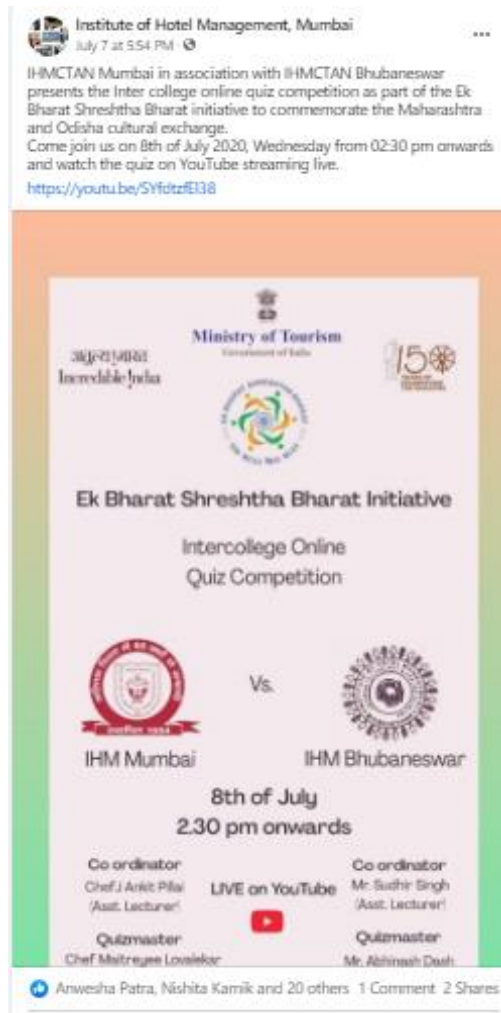 Institute of Hotel Management, Mumbai
July 7 at 5:54 PM ·
IHMCTAN Mumbai in association with IHMCTAN Bhubaneswar
presents the Inter college online quiz competition as part of the Ek
Bharat Shreshtha Bharat initiative to commemorate the Maharashtra
and Odisha cultural exchange.
Come join us on 8th of July 2020, Wednesday from 02:30 pm onwards
and watch the quiz on YouTube streaming live.
Ministry of Tourism
Government of India
अतुल्य भारत
Incredible India
150
Ek Bharat Shreshtha Bharat Initiative
Intercollege Online
Quiz Competition
Vs.
IHM Mumbai
IHM Bhubaneswar
8th of July
2.30 pm onwards
Co ordinator
Chef.J Ankit Pillai
(Asst. Lecturer)
LIVE on YouTube
Co ordinator
Mr. Sudhir Singh
(Asst. Lecturer)
Quizmaster
Chef Maitreyee Lovalekar
Quizmaster
Mr. Abhinash Dash
Anwesha Patra, Nishita Karnik and 20 others 1 Comment 2 Shares